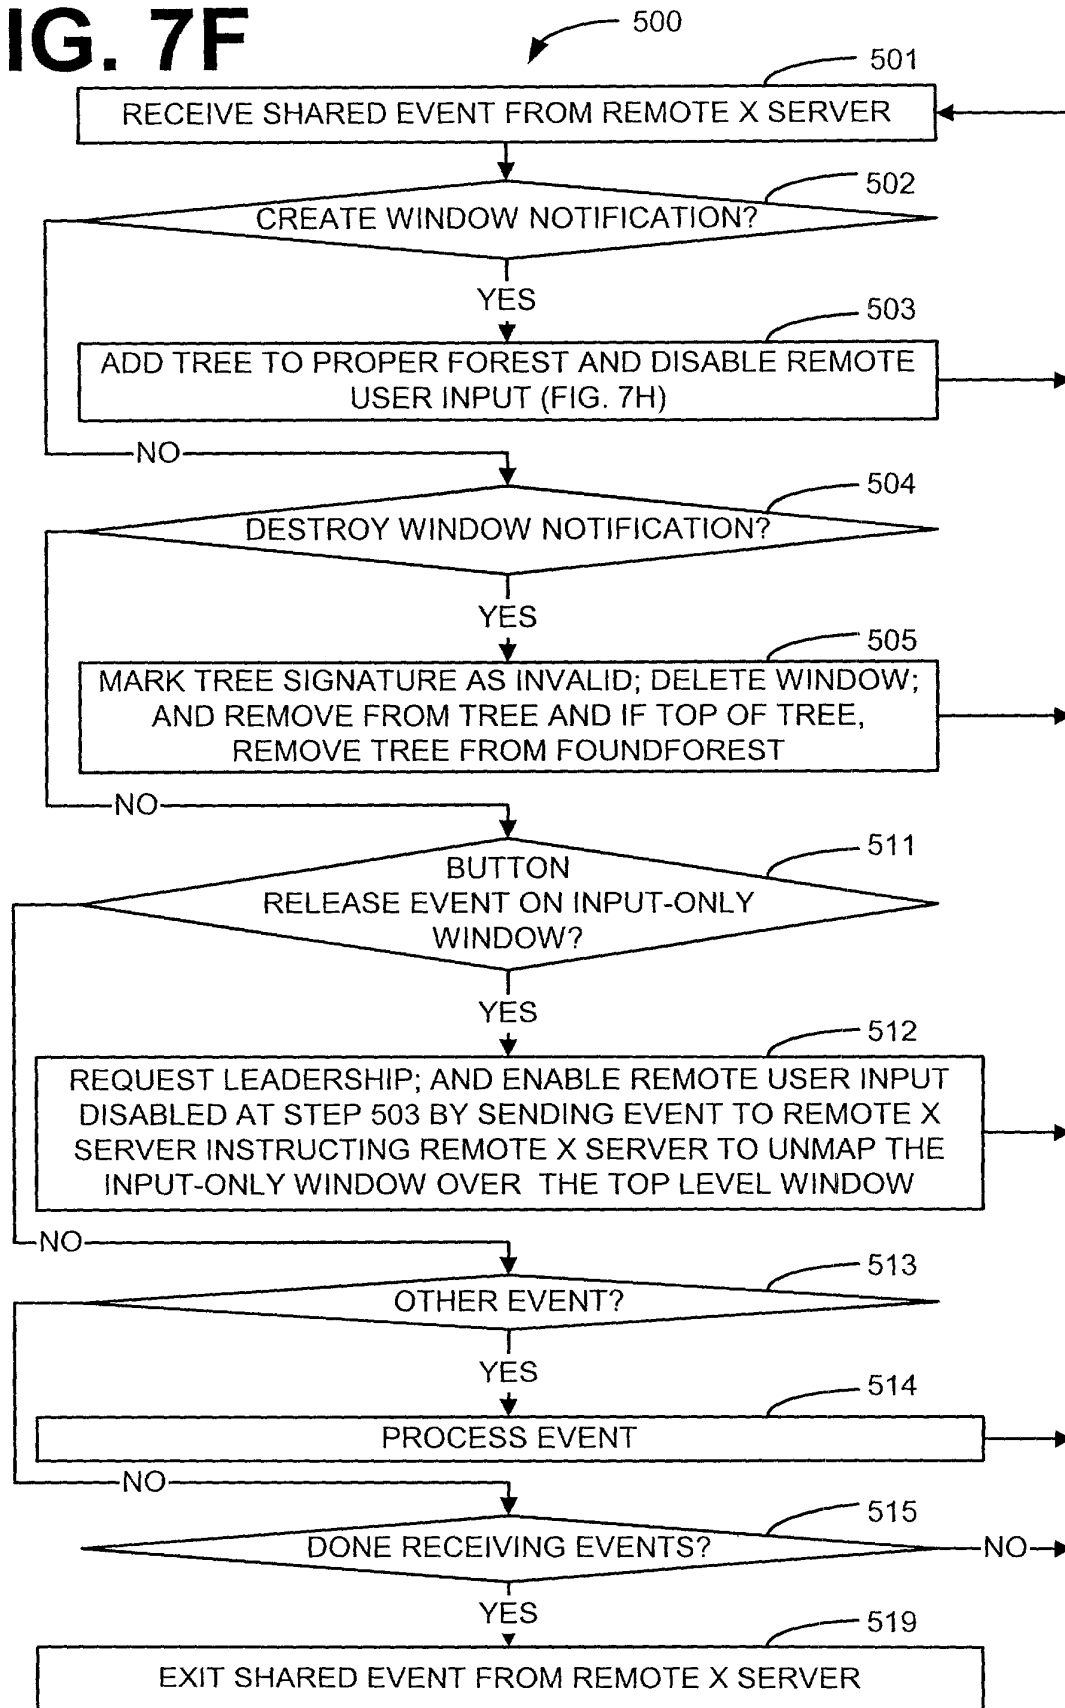 IG. 7F
500
501
RECEIVE SHARED EVENT FROM REMOTE X SERVER
502
CREATE WINDOW NOTIFICATION?
YES
503
ADD TREE TO PROPER FOREST AND DISABLE REMOTE
USER INPUT (FIG. 7H)
NO
504
DESTROY WINDOW NOTIFICATION?
YES
505
MARK TREE SIGNATURE AS INVALID; DELETE WINDOW;
AND REMOVE FROM TREE AND IF TOP OF TREE,
REMOVE TREE FROM FOUNDFOREST
NO
511
BUTTON
RELEASE EVENT ON INPUT-ONLY
WINDOW?
YES
512
REQUEST LEADERSHIP; AND ENABLE REMOTE USER INPUT
DISABLED AT STEP 503 BY SENDING EVENT TO REMOTE X
SERVER INSTRUCTING REMOTE X SERVER TO UNMAP THE
INPUT-ONLY WINDOW OVER THE TOP LEVEL WINDOW
NO
513
OTHER EVENT?
YES
514
PROCESS EVENT
NO
515
DONE RECEIVING EVENTS?
NO
YES
519
EXIT SHARED EVENT FROM REMOTE X SERVER